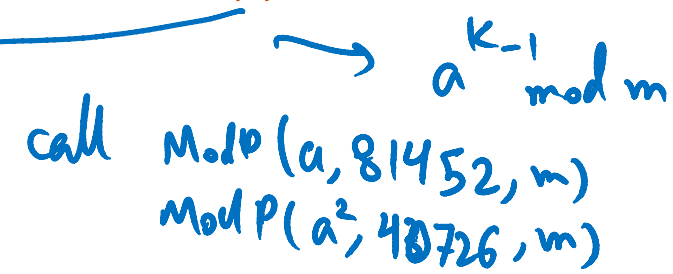 → a^{K-1} mod m
call ModP(a, 81452, m)
ModP(a², 40726, m)